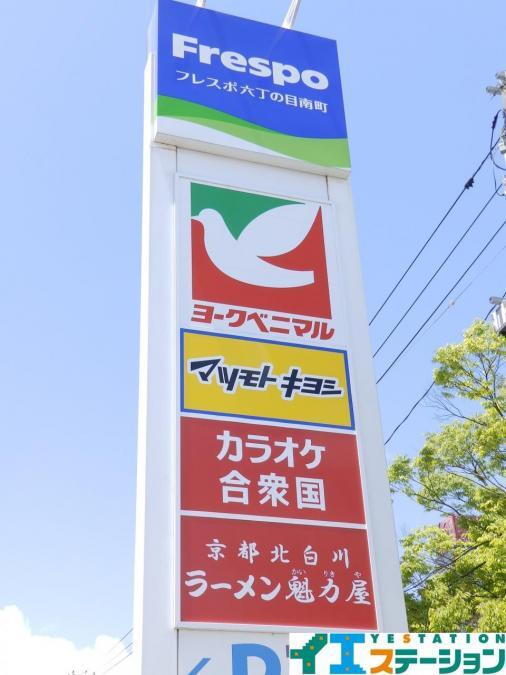 Frespo
フレスポ六丁の目南町
ヨークベニマル
マツモトキヨシ
カラオケ
合衆国
京都北白川
かいりきや
ラーメン魁力屋
P
YESTATION
イエステーション